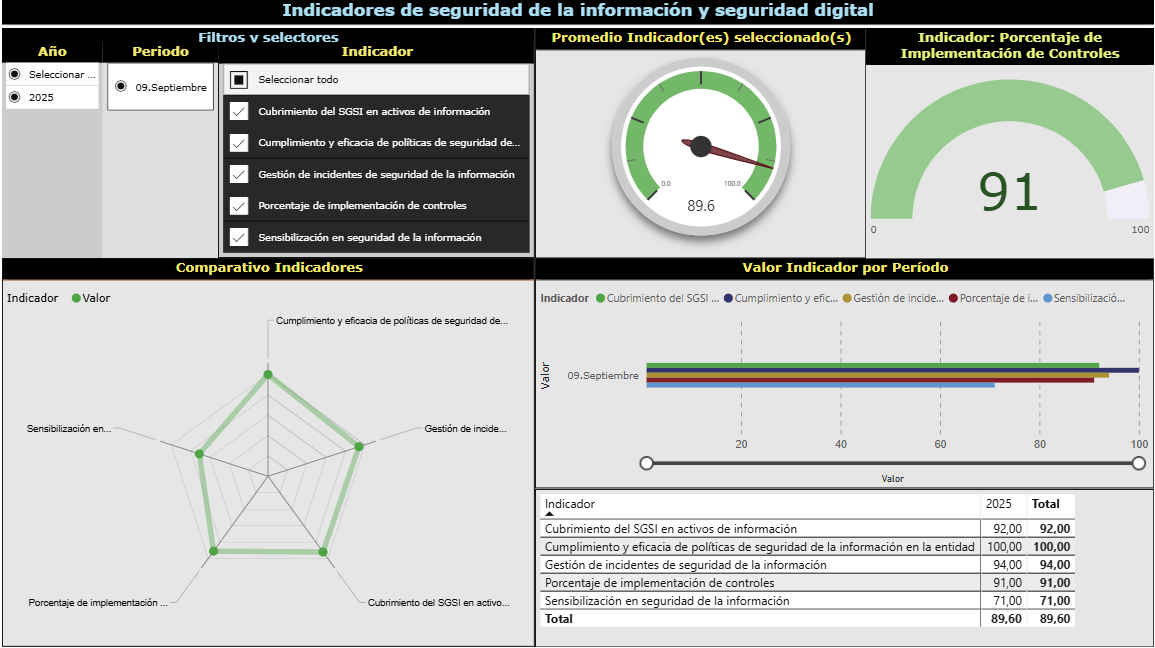 Indicadores de seguridad de la información y seguridad digital
Filtros y selectores
Año
Seleccionar ...
2025
Periodo
09.Septiembre
Indicador
Seleccionar todo
Cubrimiento del SGSI en activos de información
Cumplimiento y eficacia de políticas de seguridad de...
Gestión de incidentes de seguridad de la información
Porcentaje de implementación de controles
Sensibilización en seguridad de la información
Promedio Indicador(es) seleccionado(s)
0.0
100.0
89.6
Indicador: Porcentaje de
Implementación de Controles
91
0
100
Comparativo Indicadores
Indicador Valor
Cumplimiento y eficacia de políticas de seguridad de...
Sensibilización en...
Gestión de incide...
Porcentaje de implementación ...
Cubrimiento del SGSI en activo...
Valor Indicador por Período
Indicador Cubrimiento del SGSI ... Cumplimiento y efic... Gestión de incide... Porcentaje de i... Sensibilizació...
Valor
09.Septiembre
20 40 60 80 100
Valor
Indicador 2025 Total
Cubrimiento del SGSI en activos de información 92,00 92,00
Cumplimiento y eficacia de políticas de seguridad de la información en la entidad 100,00 100,00
Gestión de incidentes de seguridad de la información 94,00 94,00
Porcentaje de implementación de controles 91,00 91,00
Sensibilización en seguridad de la información 71,00 71,00
Total 89,60 89,60